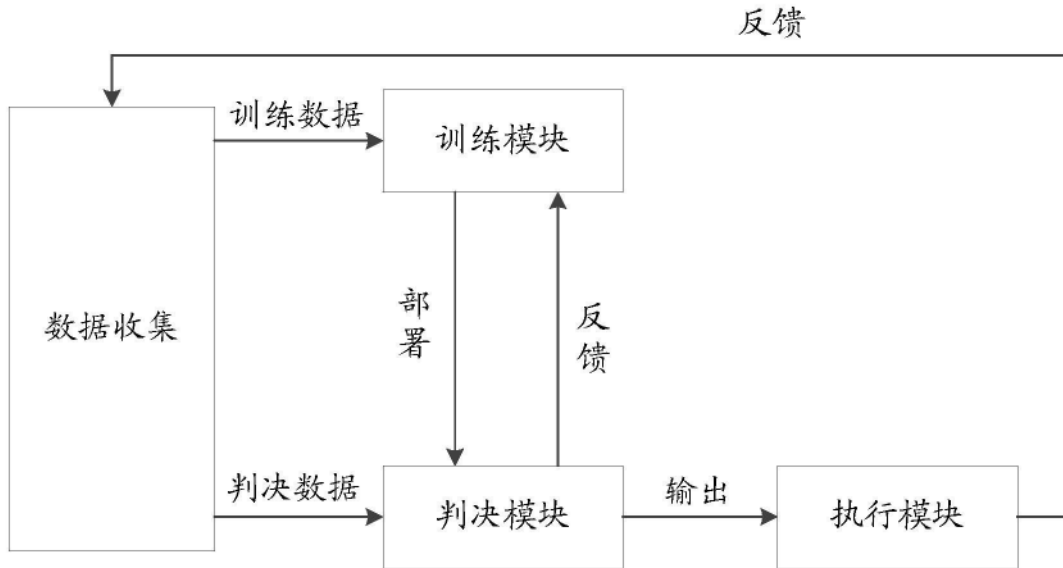 反馈
训练数据
训练模块
部署
反馈
数据收集
判决数据
判决模块
输出
执行模块